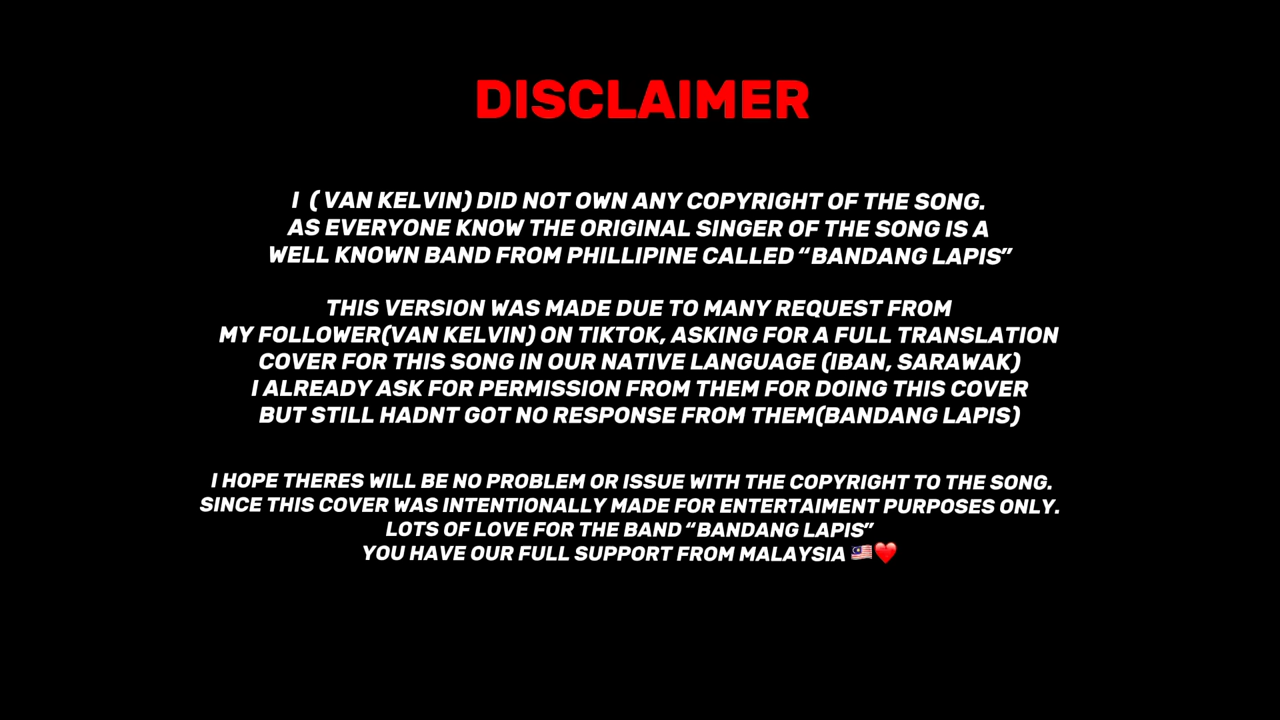 DISCLAIMER
I ( VAN KELVIN) DID NOT OWN ANY COPYRIGHT OF THE SONG.
AS EVERYONE KNOW THE ORIGINAL SINGER OF THE SONG IS A
WELL KNOWN BAND FROM PHILLIPINE CALLED “BANDANG LAPIS”
THIS VERSION WAS MADE DUE TO MANY REQUEST FROM
MY FOLLOWER(VAN KELVIN) ON TIKTOK, ASKING FOR A FULL TRANSLATION
COVER FOR THIS SONG IN OUR NATIVE LANGUAGE (IBAN, SARAWAK)
I ALREADY ASK FOR PERMISSION FROM THEM FOR DOING THIS COVER
BUT STILL HADNT GOT NO RESPONSE FROM THEM(BANDANG LAPIS)
I HOPE THERES WILL BE NO PROBLEM OR ISSUE WITH THE COPYRIGHT TO THE SONG.
SINCE THIS COVER WAS INTENTIONALLY MADE FOR ENTERTAIMENT PURPOSES ONLY.
LOTS OF LOVE FOR THE BAND “BANDANG LAPIS”
YOU HAVE OUR FULL SUPPORT FROM MALAYSIA 🇲🇾❤️